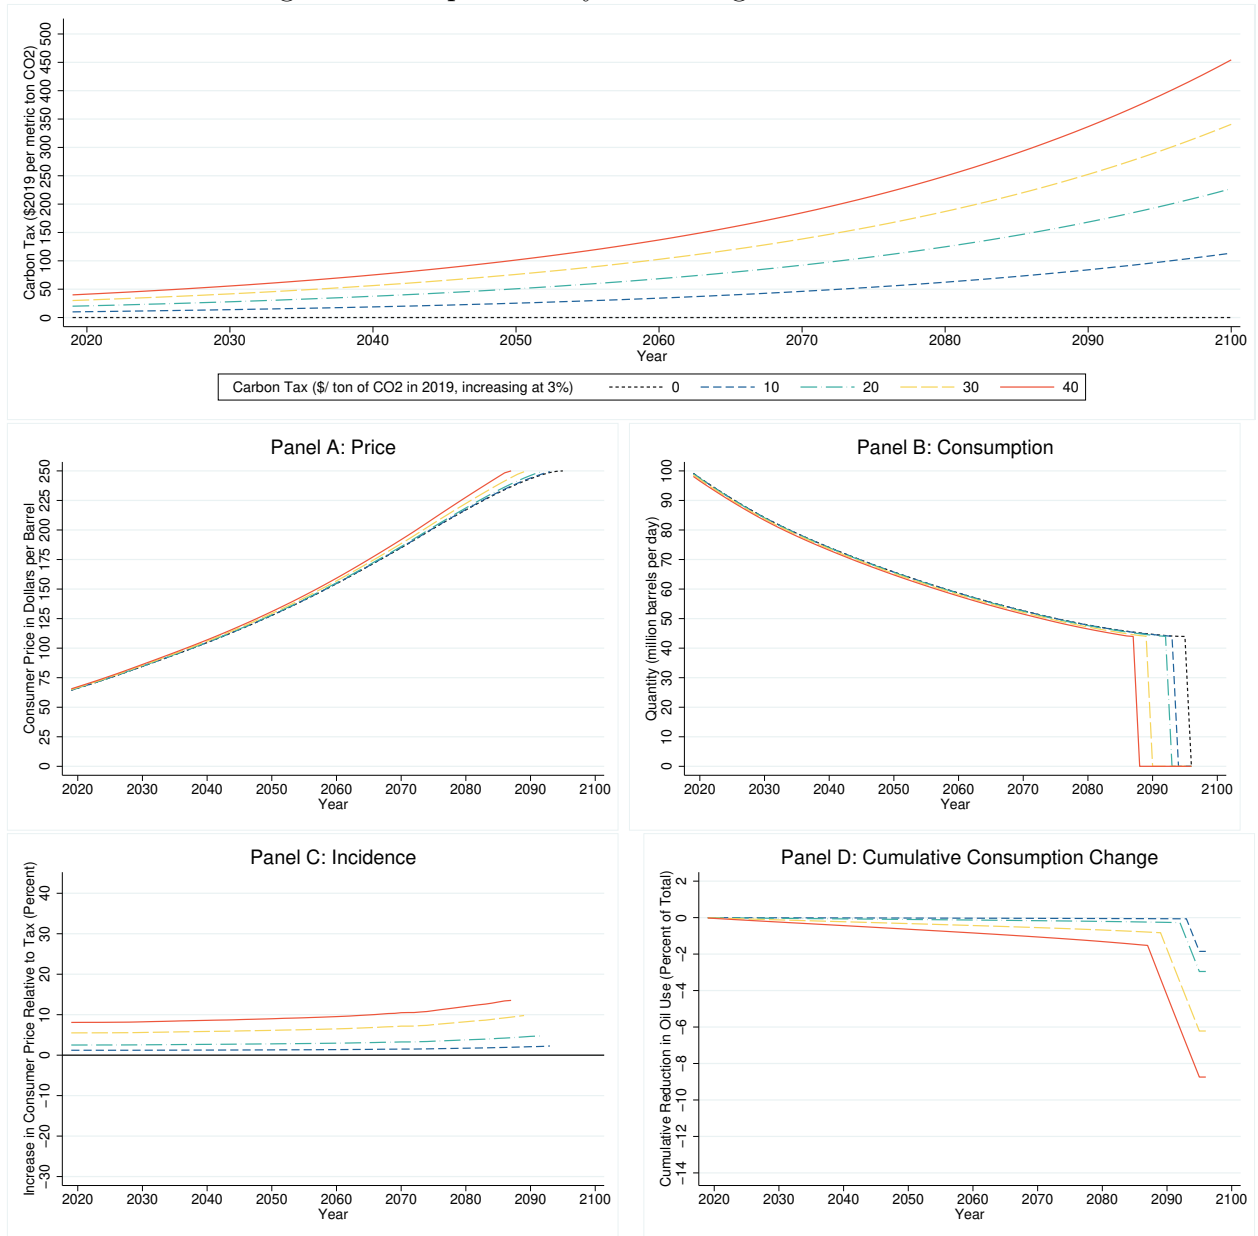 Carbon Tax ($2019 per metric ton CO2)
0 50 100 150 200 250 300 350 400 450 500
2020 2030 2040 2050 2060 2070 2080 2090 2100
Year
Carbon Tax ($/ ton of CO2 in 2019, increasing at 3%) 0 10 20 30 40
Panel A: Price
Consumer Price in Dollars per Barrel
0 25 50 75 100 125 150 175 200 225 250
2020 2030 2040 2050 2060 2070 2080 2090 2100
Year
Panel B: Consumption
Quantity (million barrels per day)
0 10 20 30 40 50 60 70 80 90 100
2020 2030 2040 2050 2060 2070 2080 2090 2100
Year
Panel C: Incidence
Increase in Consumer Price Relative to Tax (Percent)
−30 −20 −10 0 10 20 30 40
2020 2030 2040 2050 2060 2070 2080 2090 2100
Year
Panel D: Cumulative Consumption Change
Cumulative Reduction in Oil Use (Percent of Total)
−14 −12 −10 −8 −6 −4 −2 0 2
2020 2030 2040 2050 2060 2070 2080 2090 2100
Year